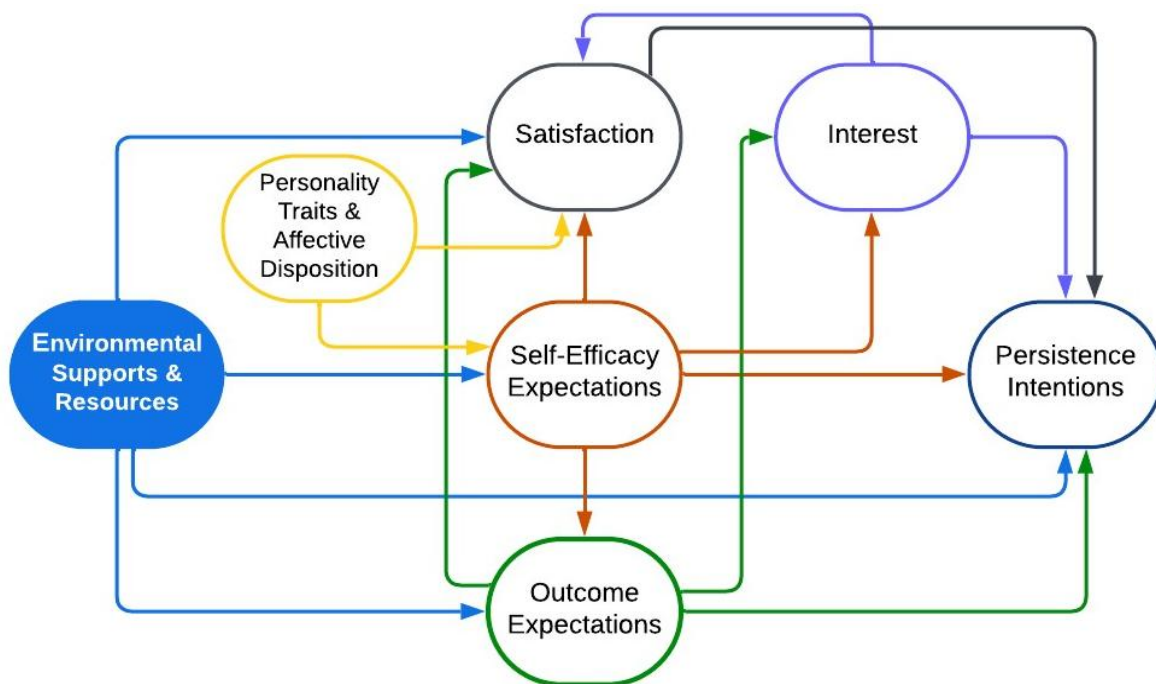 Satisfaction
Interest
Personality
Traits &
Affective
Disposition
Environmental
Supports &
Resources
Self-Efficacy
Expectations
Persistence
Intentions
Outcome
Expectations